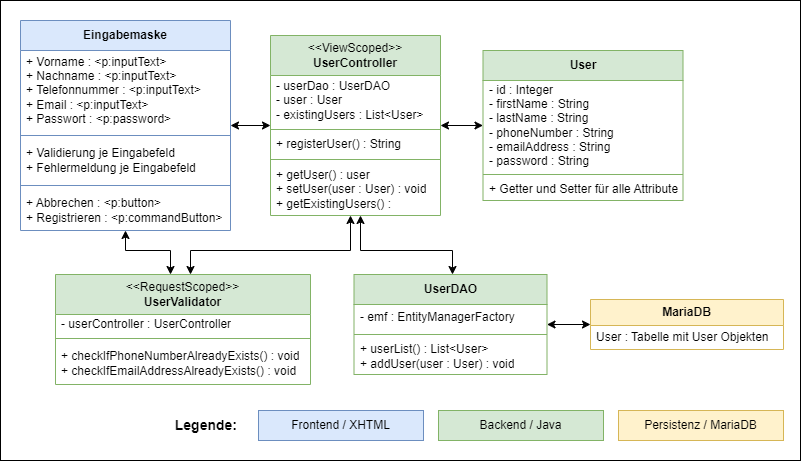 Eingabemaske
+ Vorname : <p:inputText>
+ Nachname : <p:inputText>
+ Telefonnummer : <p:inputText>
+ Email : <p:inputText>
+ Passwort : <p:password>
+ Validierung je Eingabefeld
+ Fehlermeldung je Eingabefeld
+ Abbrechen : <p:button>
+ Registrieren : <p:commandButton>
<<ViewScoped>>
UserController
- userDao : UserDAO
- user : User
- existingUsers : List<User>
+ registerUser() : String
+ getUser() : user
+ setUser(user : User) : void
+ getExistingUsers() :
User
- id : Integer
- firstName : String
- lastName : String
- phoneNumber : String
- emailAddress : String
- password : String
+ Getter und Setter für alle Attribute
<<RequestScoped>>
UserValidator
- userController : UserController
+ checkIfPhoneNumberAlreadyExists() : void
+ checkIfEmailAddressAlreadyExists() : void
UserDAO
- emf : EntityManagerFactory
+ userList() : List<User>
+ addUser(user : User) : void
MariaDB
User : Tabelle mit User Objekten
Legende:
Frontend / XHTML
Backend / Java
Persistenz / MariaDB